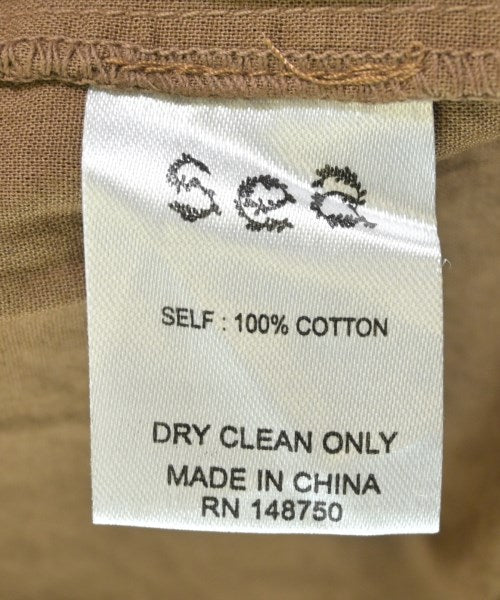 Sea
SELF : 100% COTTON
DRY CLEAN ONLY
MADE IN CHINA
RN 148750